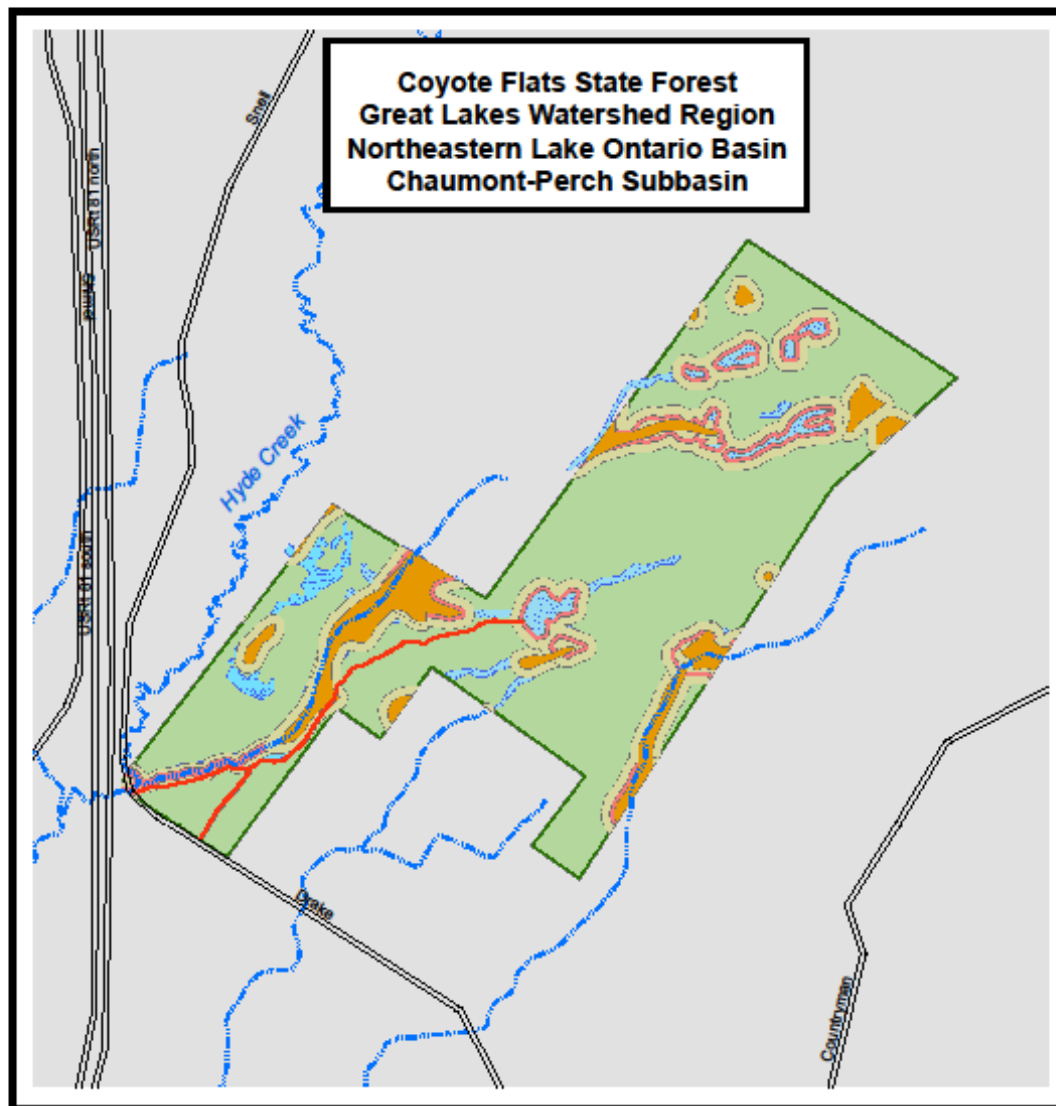 Coyote Flats State Forest
Great Lakes Watershed Region
Northeastern Lake Ontario Basin
Chaumont-Perch Subbasin
Snell
USRt 81 north
Hyde Creek
USRt 81 south
Drake
Countryman